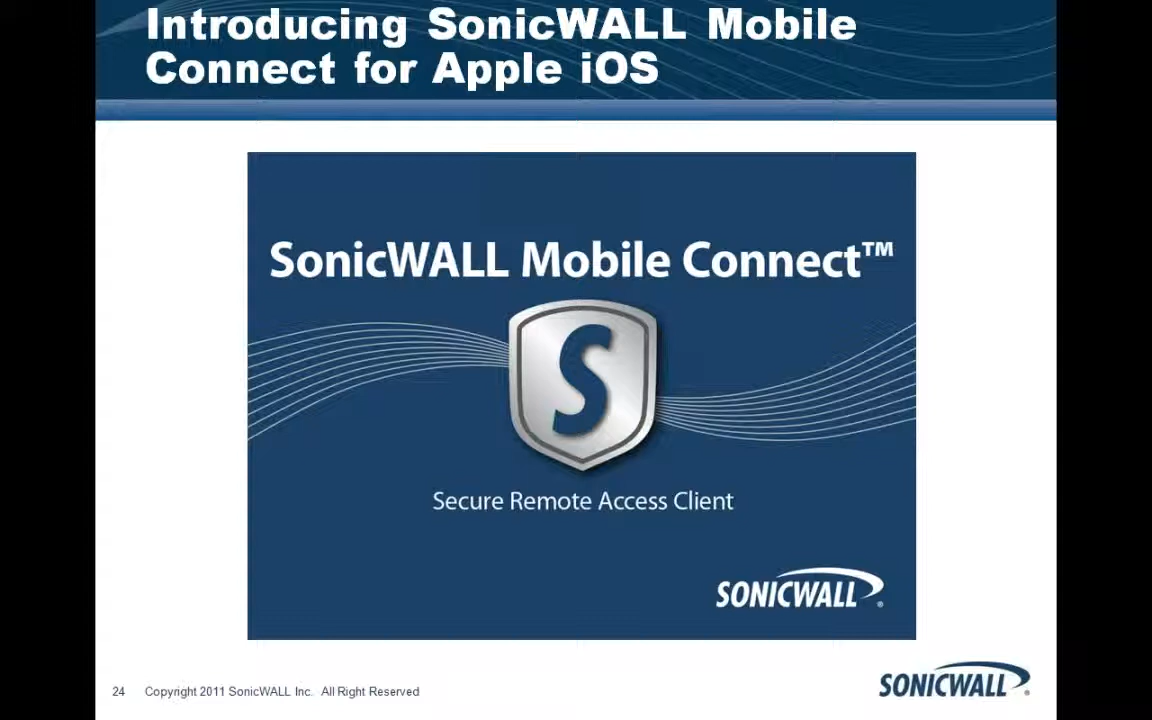 Introducing SonicWALL Mobile
Connect for Apple iOS
SonicWALL Mobile Connect™
S
Secure Remote Access Client
SONICWALL®
24 Copyright 2011 SonicWALL Inc. All Right Reserved
SONICWALL®